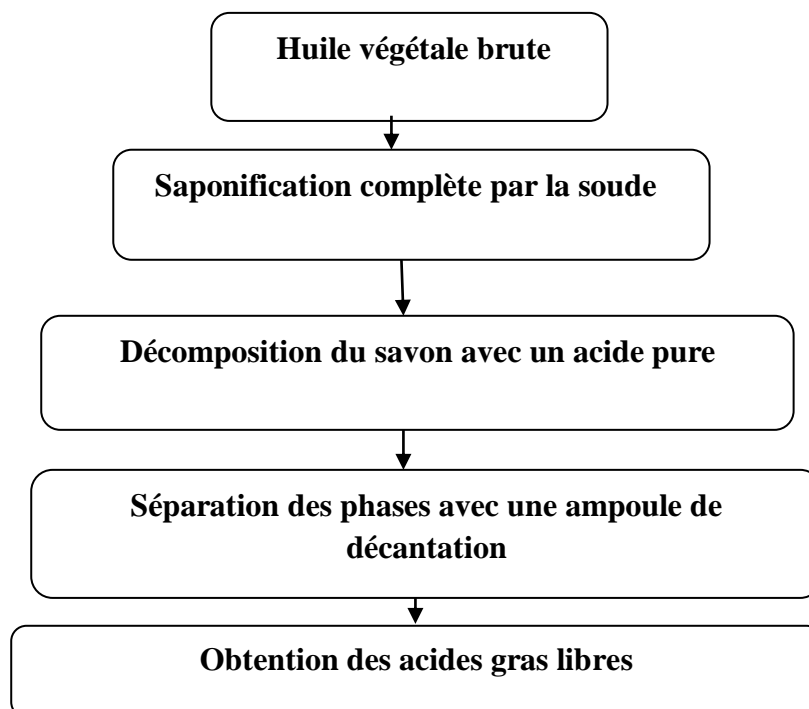 Huile végétale brute
Saponification complète par la soude
Décomposition du savon avec un acide pure
Séparation des phases avec une ampoule de
décantation
Obtention des acides gras libres